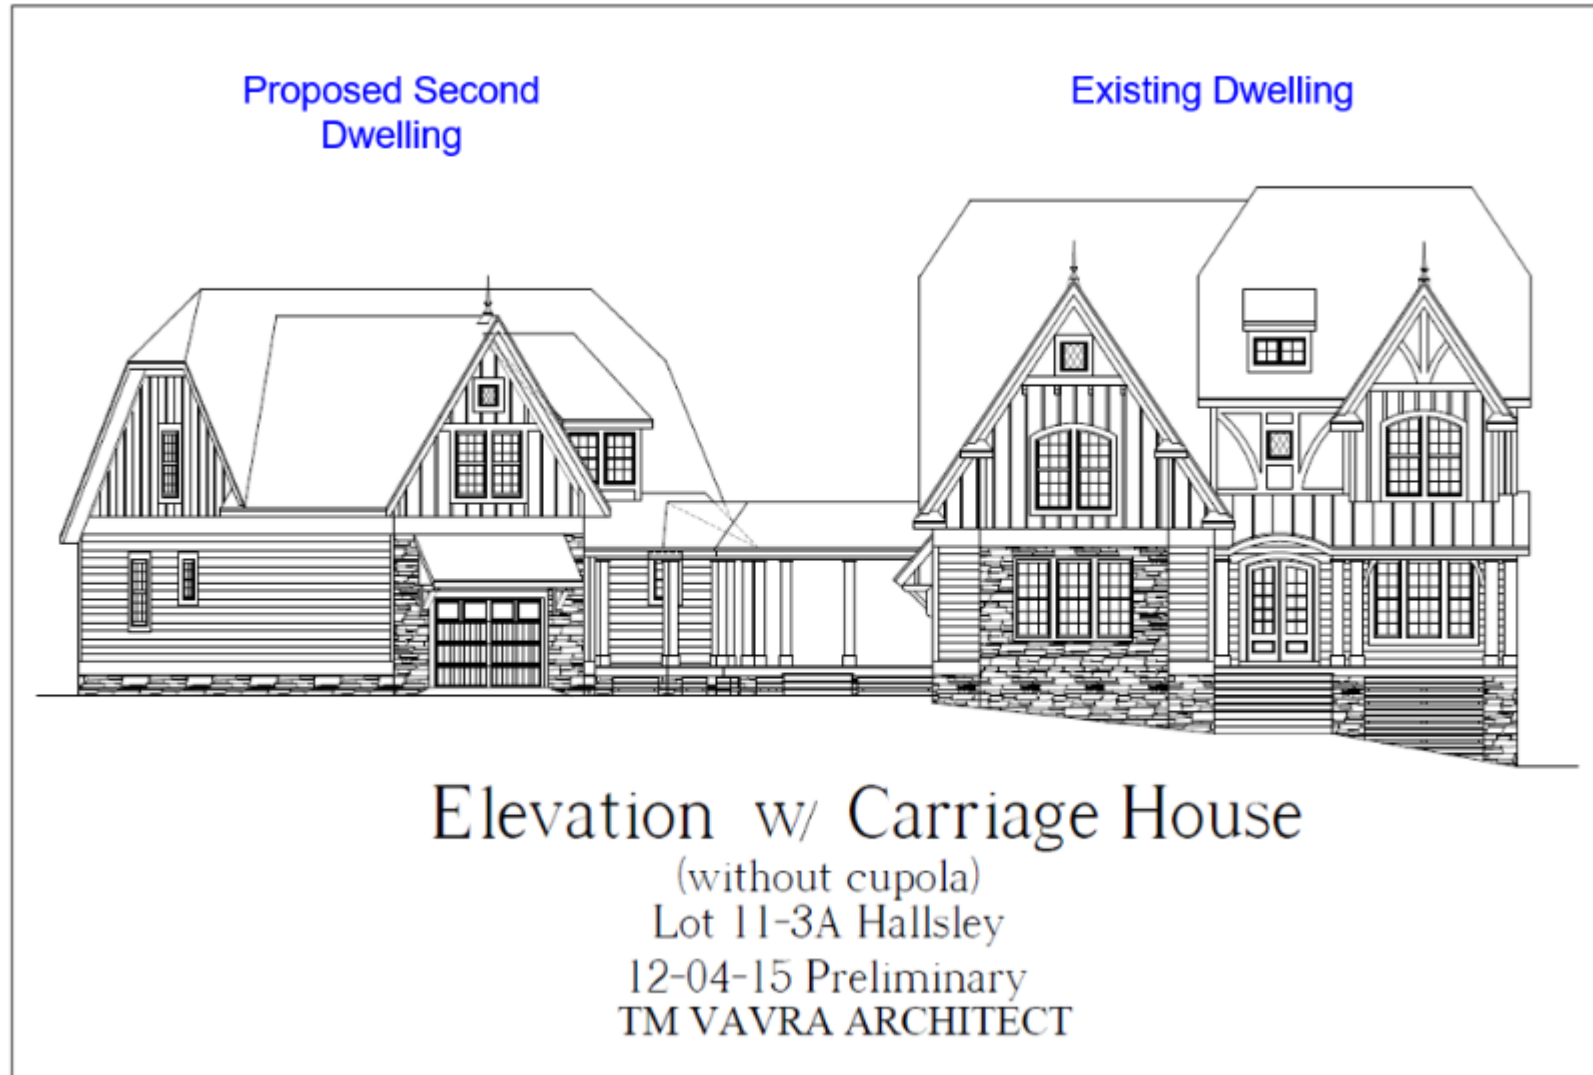 Proposed Second
Dwelling
Existing Dwelling
Elevation w/ Carriage House
(without cupola)
Lot 11-3A Hallsley
12-04-15 Preliminary
TM VAVRA ARCHITECT